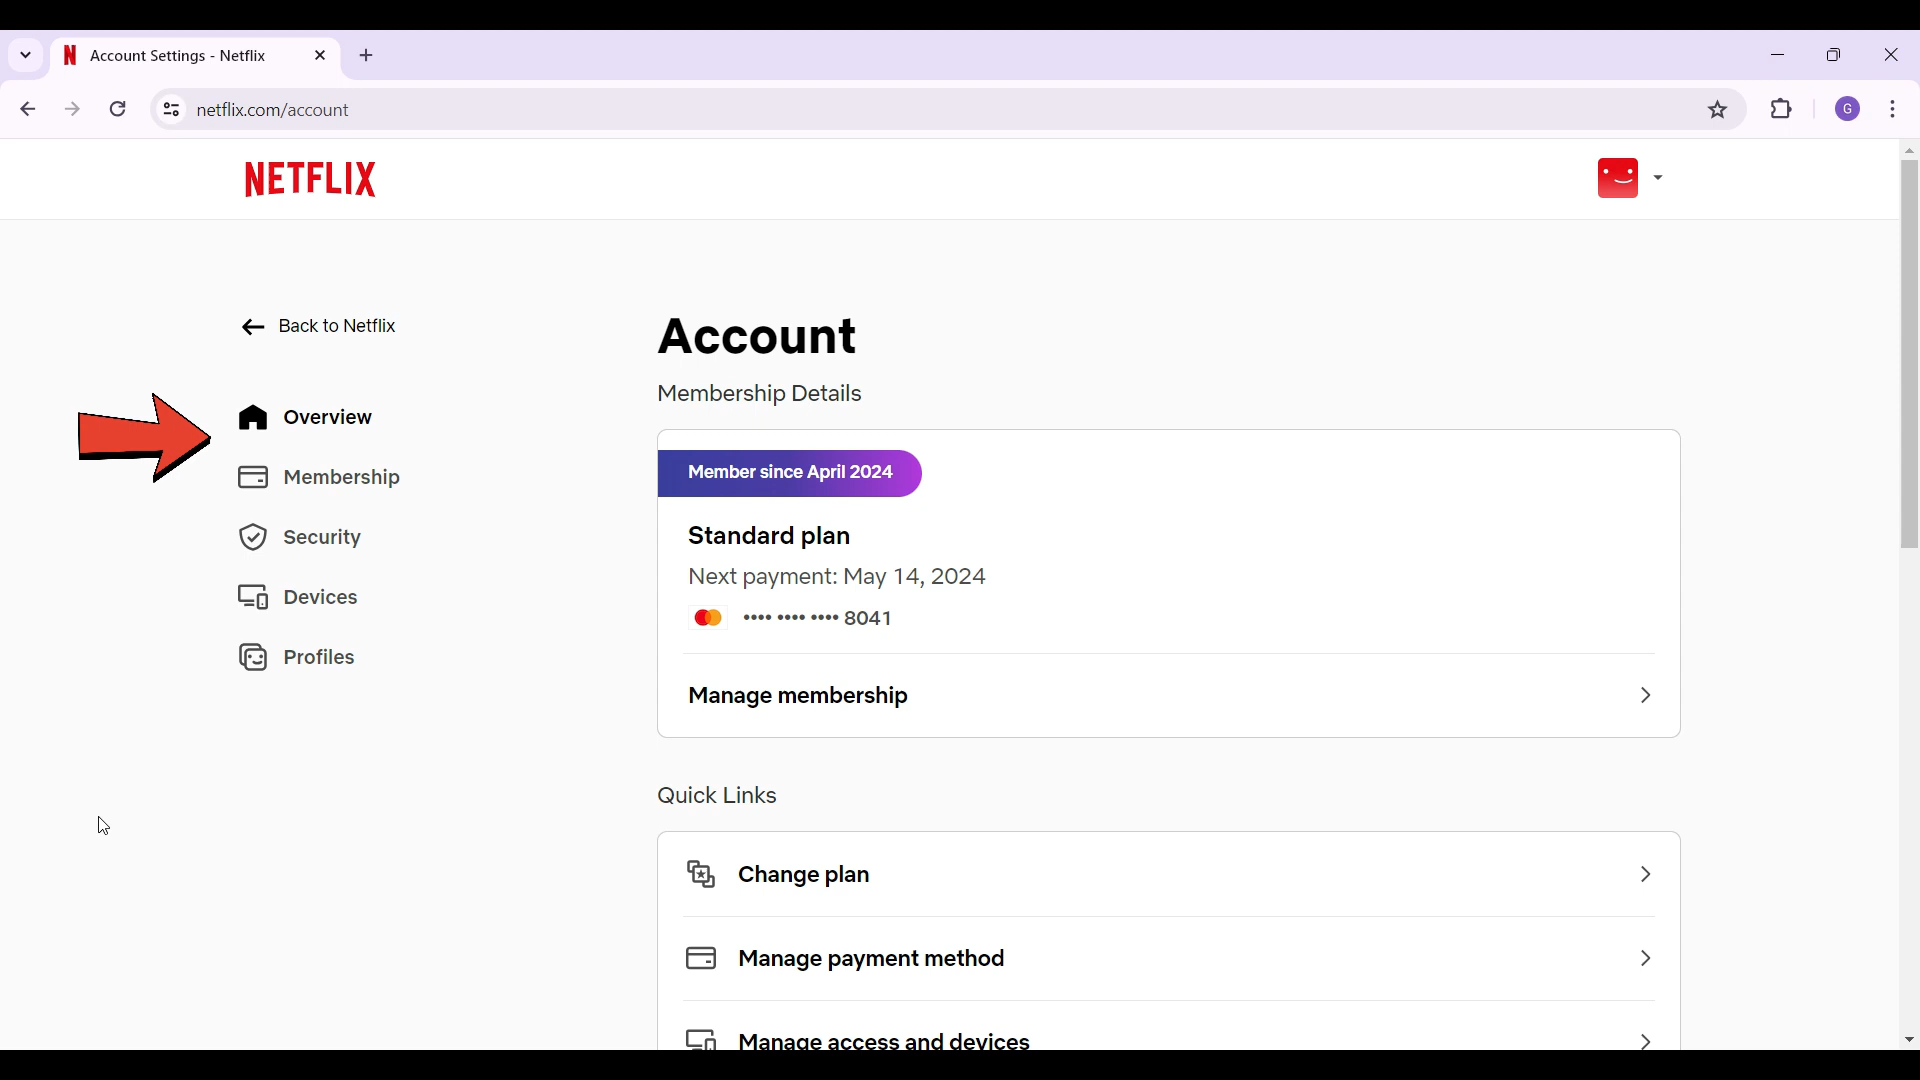 Account Settings - Netflix
netflix.com/account
G
NETFLIX
Back to Netflix
Overview
Membership
Security
Devices
Profiles
Account
Membership Details
Member since April 2024
Standard plan
Next payment: May 14, 2024
•••• •••• •••• 8041
Manage membership
Quick Links
Change plan
Manage payment method
Manage access and devices